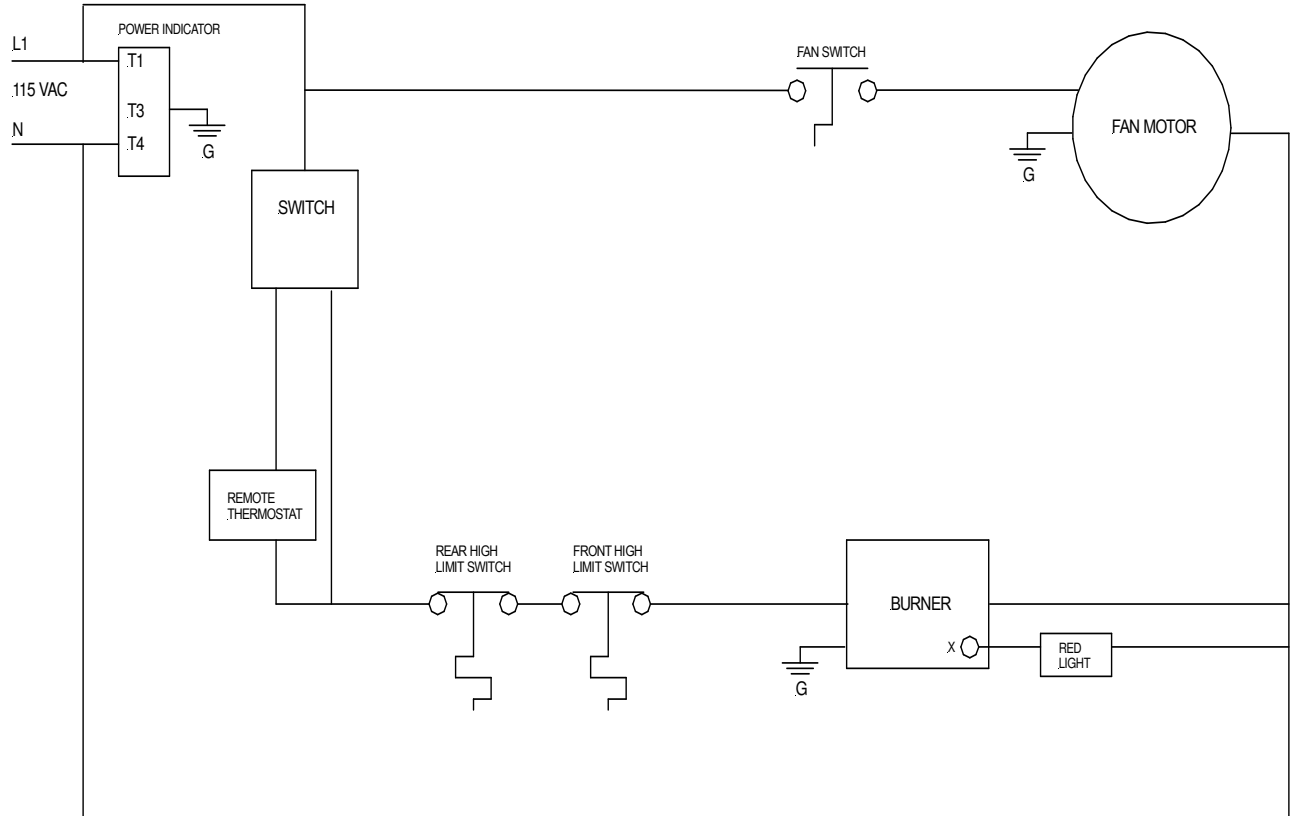 POWER INDICATOR
L1
T1
115 VAC
T3
N
T4
G
FAN SWITCH
FAN MOTOR
G
SWITCH
REMOTE
THERMOSTAT
REAR HIGH
LIMIT SWITCH
FRONT HIGH
LIMIT SWITCH
BURNER
X
G
RED
LIGHT